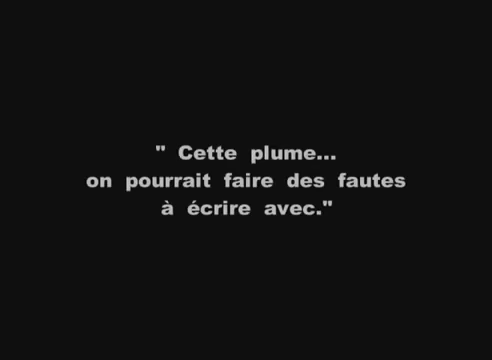 " Cette plume...
on pourrait faire des fautes
à écrire avec."